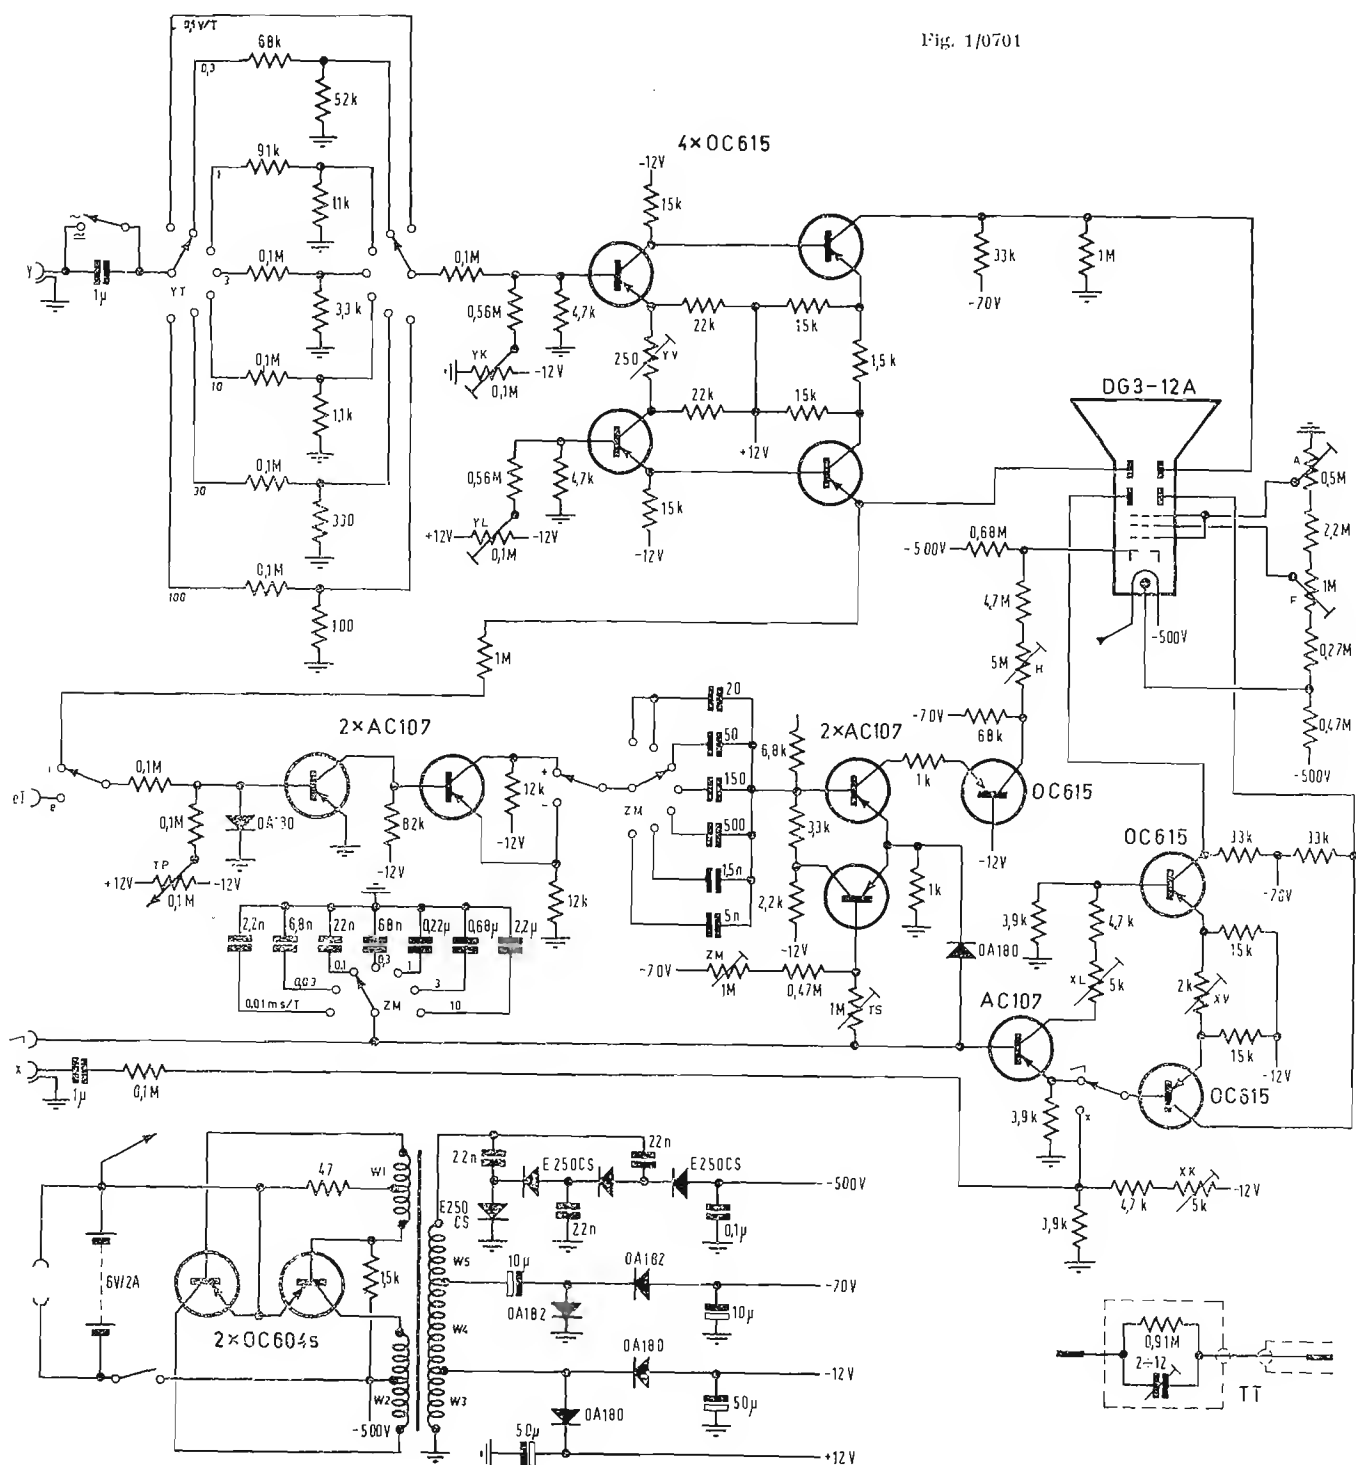 Fig. 1/0701
0,1V/T
68k
0,3
52k
91k
1
11k
0,1M
3
3,3k
0,1M
10
1,1k
0,1M
30
330
0,1M
100
100
Y
1µ
YT
4×OC615
-12V
15k
0,1M
0,56M
4,7k
YK
-12V
0,1M
22k
15k
250
YV
1,5k
22k
15k
+12V
0,56M
4,7k
YL
+12V
-12V
0,1M
15k
-12V
33k
-70V
1M
DG3-12A
A
0,5M
2,2M
1M
F
0,27M
0,47M
-500V
-500V
0,68M
-500V
4,7M
5M
H
-70V
68k
1M
2×AC107
eT
e
0,1M
0,1M
OA180
TP
+12V
-12V
0,1M
82k
-12V
12k
-12V
12k
+
-
ZM
20
50
150
500
1,5n
5n
2×AC107
6,8k
3,3k
2,2k
-12V
1k
OC615
-12V
1k
OA180
-70V
ZM
1M
0,47M
1M
TS
2,2n
6,8n
22n
68n
0,22µ
0,68µ
2,2µ
0,01ms/T
0,03
0,1
0,3
1
3
10
ZM
OC615
33k
33k
-70V
3,9k
4,7k
XL
5k
15k
2k
XV
15k
-12V
AC107
OC615
3,9k
x
x
1µ
0,1M
XK
4,7k
5k
-12V
3,9k
47
W1
6V/2A
1,5k
2×OC604s
W2
-500V
W5
W4
W3
22n
22n
E250CS
E250CS
E250
CS
22n
0,1µ
-500V
10µ
OA182
OA182
10µ
-70V
OA180
-12V
OA180
50µ
50µ
+12V
0,91M
2÷12
TT